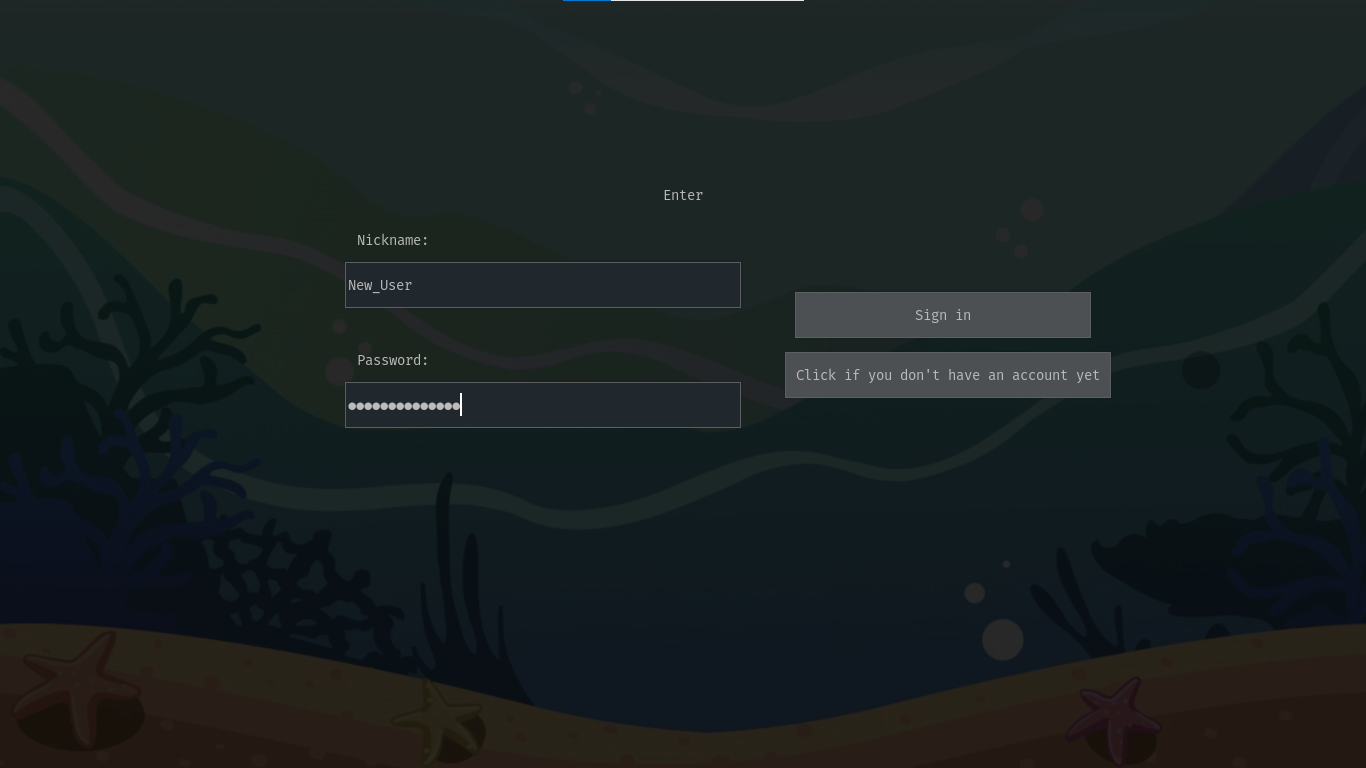 Enter
Nickname:
New_User
Sign in
Password:
Click if you don't have an account yet
●●●●●●●●●●●●●●